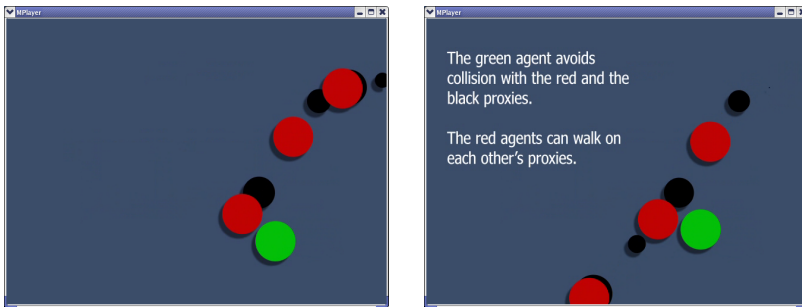 MPlayer
MPlayer
The green agent avoids
collision with the red and the
black proxies.
The red agents can walk on
each other's proxies.